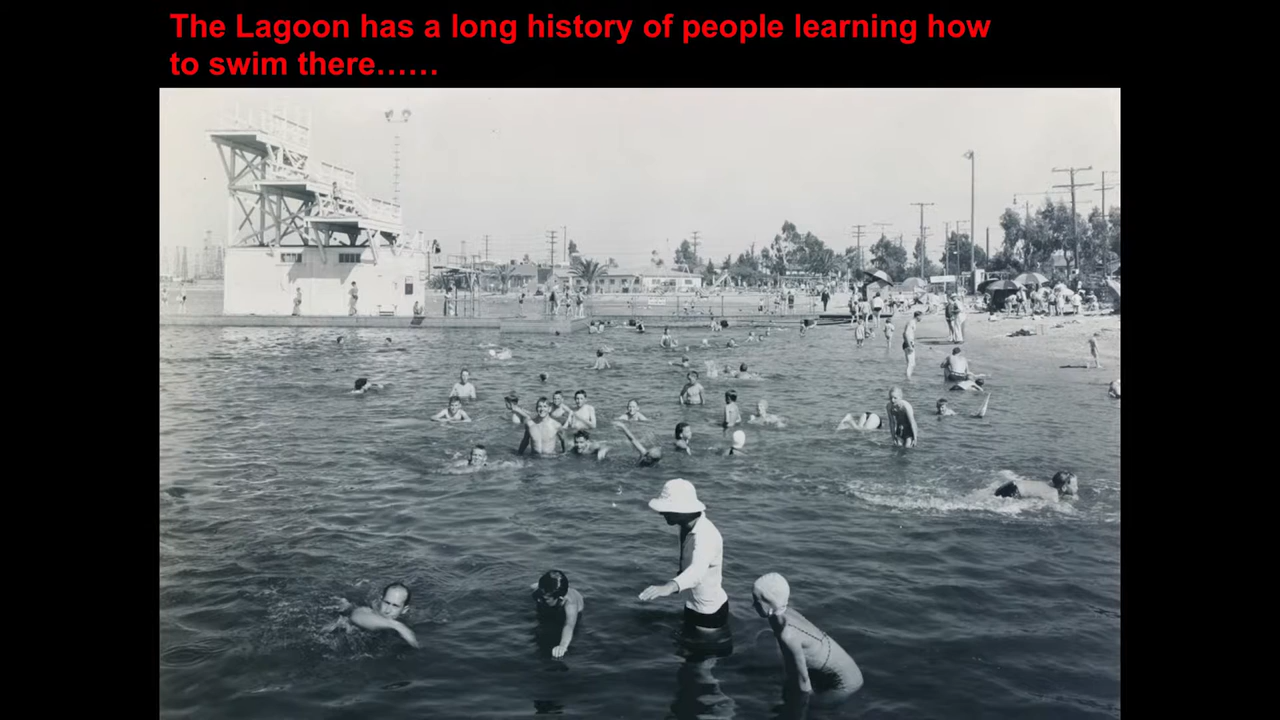 The Lagoon has a long history of people learning how
to swim there……